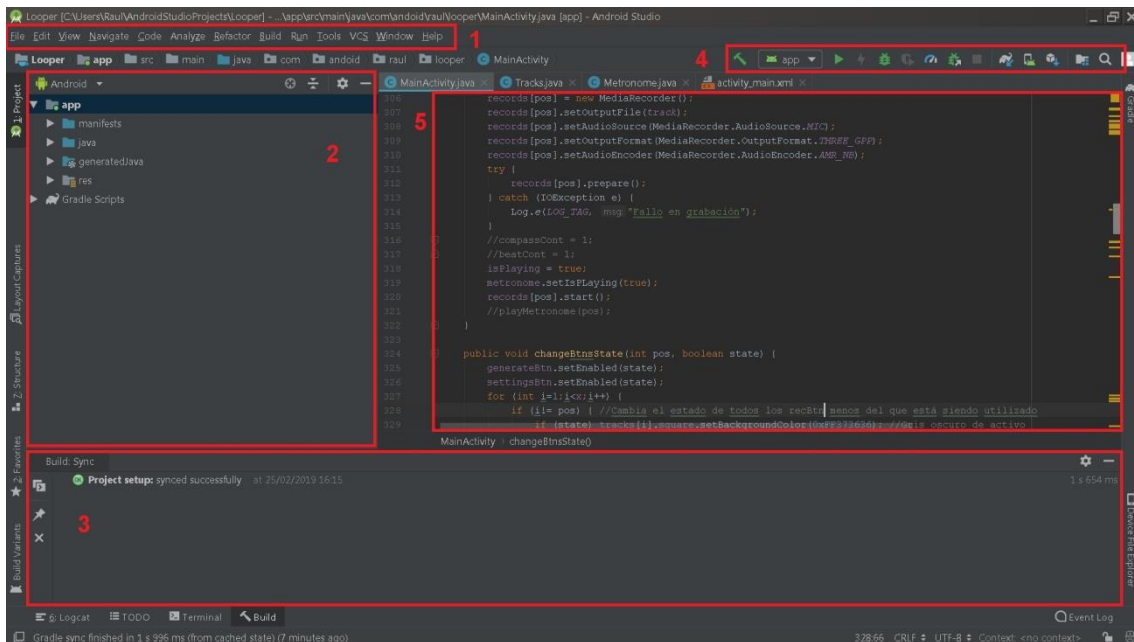 Looper [C:\Users\Raul\AndroidStudioProjects\Looper] - ...\app\src\main\java\com\andoid\raul\looper\MainActivity.java [app] - Android Studio
File Edit View Navigate Code Analyze Refactor Build Run Tools VCS Window Help
1
Looper app src main java com andoid raul looper MainActivity
4
app
1: Project
Android
MainActivity.java
Tracks.java
Metronome.java
activity_main.xml
Gradle
app
manifests
java
generatedJava
res
Gradle Scripts
2
5
306 records[pos] = new MediaRecorder();
307 records[pos].setOutputFile(track);
308 records[pos].setAudioSource(MediaRecorder.AudioSource.MIC);
309 records[pos].setOutputFormat(MediaRecorder.OutputFormat.THREE_GPP);
310 records[pos].setAudioEncoder(MediaRecorder.AudioEncoder.AMR_NB);
311 try {
312 records[pos].prepare();
313 } catch (IOException e) {
314 Log.e(LOG_TAG, msg: "Fallo en grabación");
315 }
316 //compassCont = 1;
317 //beatCont = 1;
318 isPlaying = true;
319 metronome.setIsPLaying(true);
320 records[pos].start();
321 //playMetronome(pos);
322 }
323
324 public void changeBtnsState(int pos, boolean state) {
325 generateBtn.setEnabled(state);
326 settingsBtn.setEnabled(state);
327 for (int i=1;i<x;i++) {
328 if (i!= pos) { //Cambia el estado de todos los recBtn menos del que está siendo utilizado
329 if (state) tracks[i].square.setBackgroundColor(0xFF373636); //Gris oscuro de activo
MainActivity › changeBtnsState()
Layout Captures
Z: Structure
2: Favorites
Build Variants
Device File Explorer
Build: Sync
Project setup: synced successfully at 25/02/2019 16:15
1 s 654 ms
3
6: Logcat TODO Terminal Build
Event Log
Gradle sync finished in 1 s 996 ms (from cached state) (7 minutes ago)
328:66 CRLF UTF-8 Context: <no context>